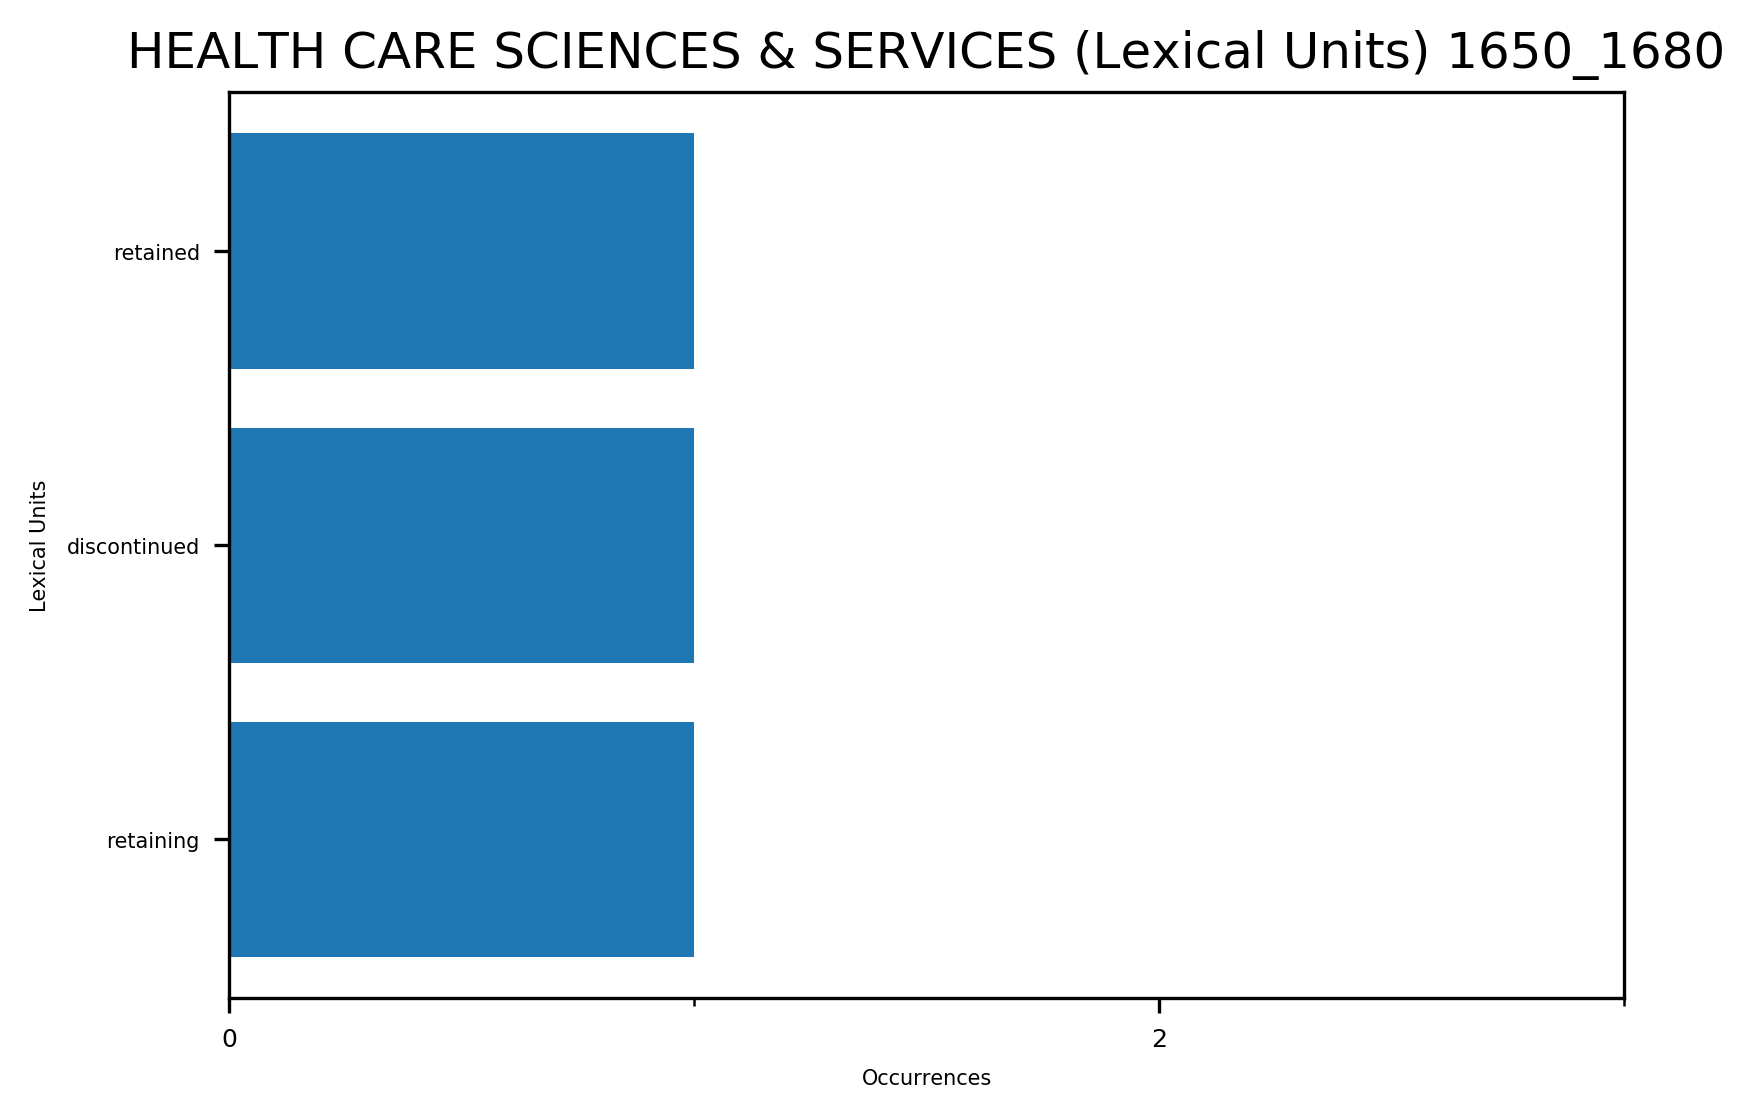 HEALTH CARE SCIENCES & SERVICES (Lexical Units) 1650_1680
retained
discontinued
retaining
Lexical Units
0
2
Occurrences